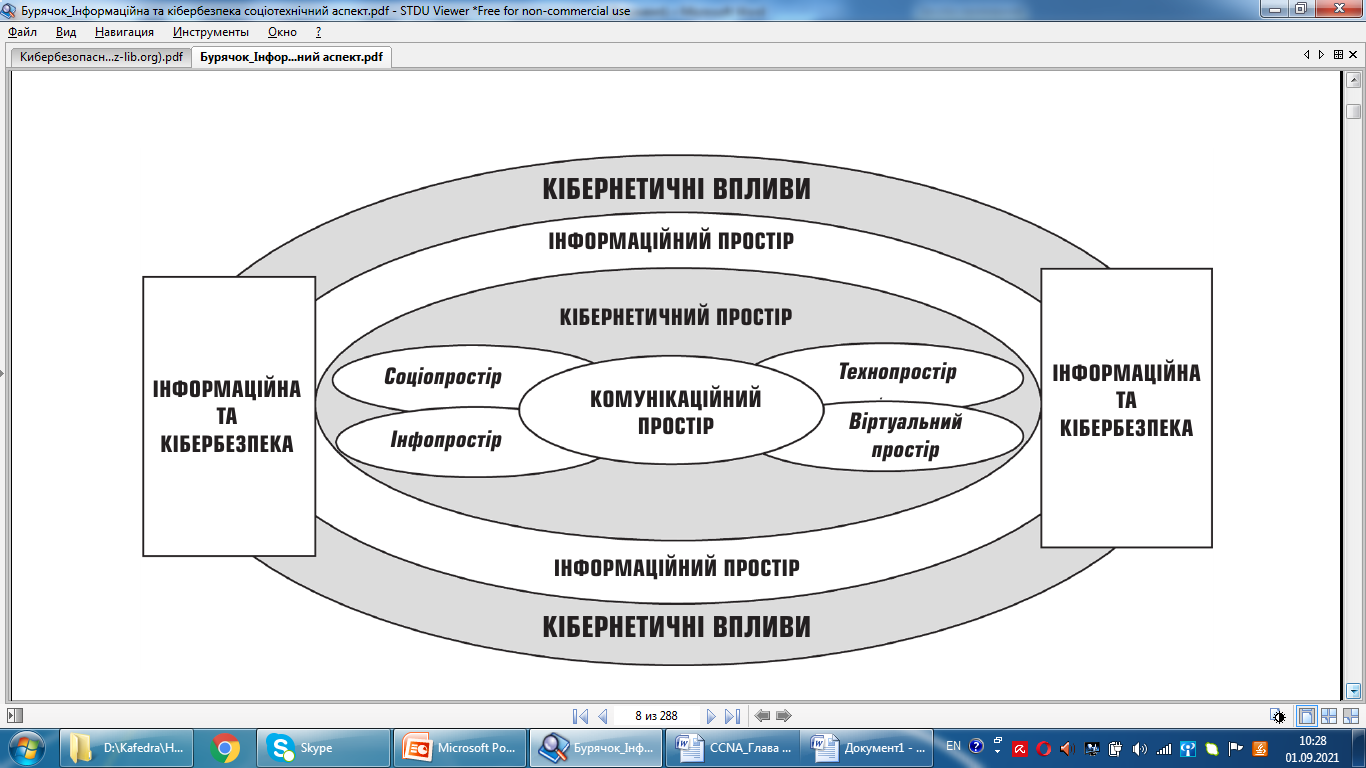 Бурячок_Інформаційна та кібербезпека соціотехнічний аспект.pdf - STDU Viewer *Free for non-commercial use
Файл Вид Навигация Инструменты Окно ?
Кибербезопасн...z-lib.org).pdf Бурячок_Інфор...ний аспект.pdf
КІБЕРНЕТИЧНІ ВПЛИВИ
ІНФОРМАЦІЙНИЙ ПРОСТІР
КІБЕРНЕТИЧНИЙ ПРОСТІР
ІНФОРМАЦІЙНА
ТА
КІБЕРБЕЗПЕКА
Соціопростір
Інфопростір
КОМУНІКАЦІЙНИЙ
ПРОСТІР
Технопростір
Віртуальний
простір
ІНФОРМАЦІЙНА
ТА
КІБЕРБЕЗПЕКА
ІНФОРМАЦІЙНИЙ ПРОСТІР
КІБЕРНЕТИЧНІ ВПЛИВИ
8 из 288
D:\Kafedra\Н... Skype Microsoft Po... Бурячок_Інф... CCNA_Глава ... Документ1 - ... EN 10:28
01.09.2021